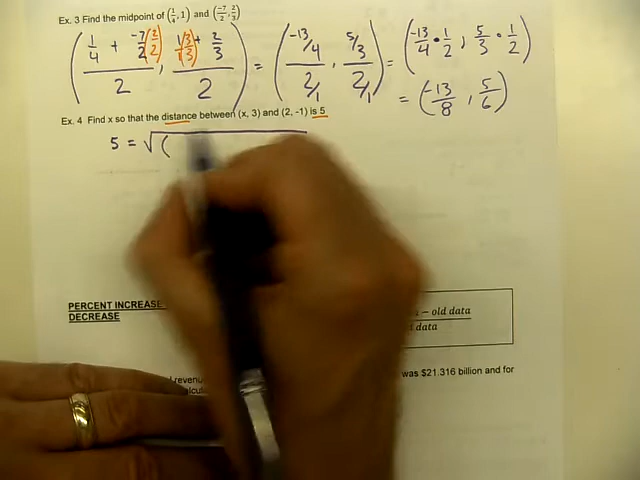 Ex. 3 Find the midpoint of (1/4, 1) and (-7/2, 2/3)
( (1/4 + -7/2 (2/2)) / 2 , (1(3)/1(3) + 2/3) / 2 ) = ( (-13/4) / (2/1) , (5/3) / (2/1) ) = ( -13/4 • 1/2 , 5/3 • 1/2 )
= ( -13/8 , 5/6 )
Ex. 4 Find x so that the distance between (x, 3) and (2, -1) is 5
5 = √(
PERCENT INCREASE
DECREASE
– old data
data
revenu
was $21.316 billion and for